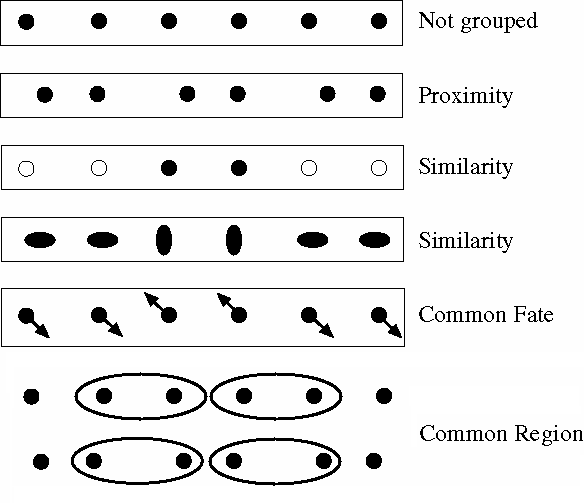 Not grouped
Proximity
Similarity
Similarity
Common Fate
Common Region